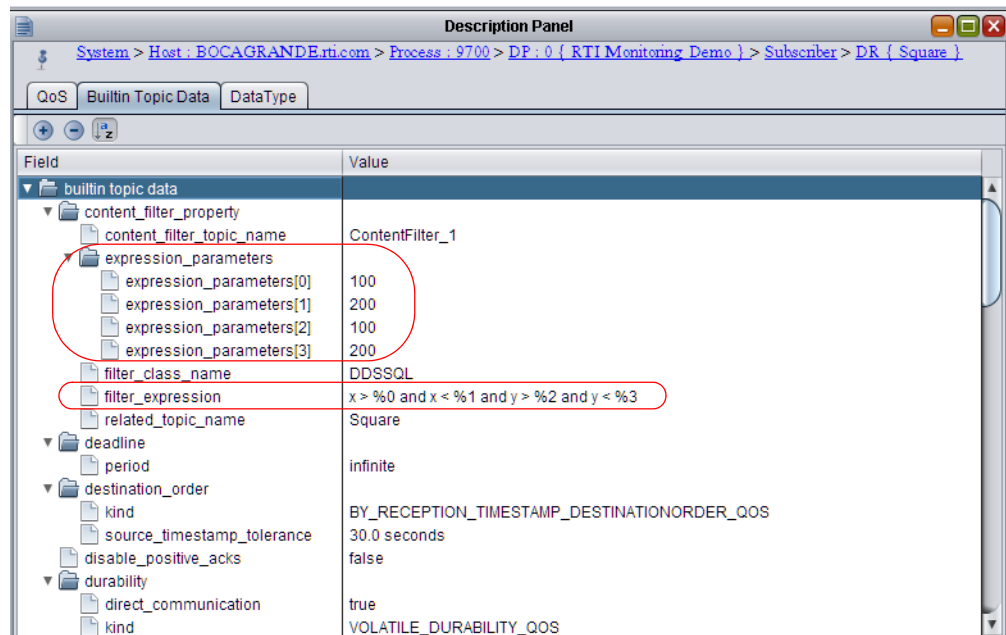 Description Panel
System > Host : BOCAGRANDE.rti.com > Process : 9700 > DP : 0 { RTI Monitoring Demo } > Subscriber > DR { Square }
QoS Builtin Topic Data DataType
Field Value
builtin topic data
content_filter_property
content_filter_topic_name ContentFilter_1
expression_parameters
expression_parameters[0] 100
expression_parameters[1] 200
expression_parameters[2] 100
expression_parameters[3] 200
filter_class_name DDSSQL
filter_expression x > %0 and x < %1 and y > %2 and y < %3
related_topic_name Square
deadline
period infinite
destination_order
kind BY_RECEPTION_TIMESTAMP_DESTINATIONORDER_QOS
source_timestamp_tolerance 30.0 seconds
disable_positive_acks false
durability
direct_communication true
kind VOLATILE_DURABILITY_QOS